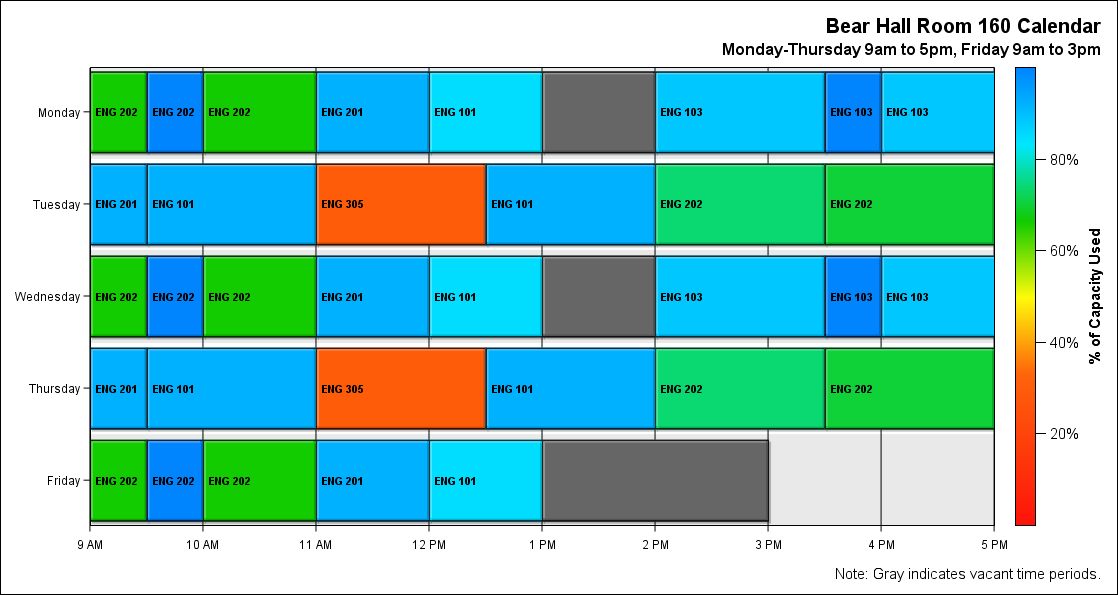 Bear Hall Room 160 Calendar
Monday-Thursday 9am to 5pm, Friday 9am to 3pm
Monday
ENG 202 ENG 202 ENG 202 ENG 201 ENG 101 ENG 103 ENG 103 ENG 103
Tuesday
ENG 201 ENG 101 ENG 305 ENG 101 ENG 202 ENG 202
Wednesday
ENG 202 ENG 202 ENG 202 ENG 201 ENG 101 ENG 103 ENG 103 ENG 103
Thursday
ENG 201 ENG 101 ENG 305 ENG 101 ENG 202 ENG 202
Friday
ENG 202 ENG 202 ENG 202 ENG 201 ENG 101
9 AM 10 AM 11 AM 12 PM 1 PM 2 PM 3 PM 4 PM 5 PM
80%
60%
40%
20%
% of Capacity Used
Note: Gray indicates vacant time periods.